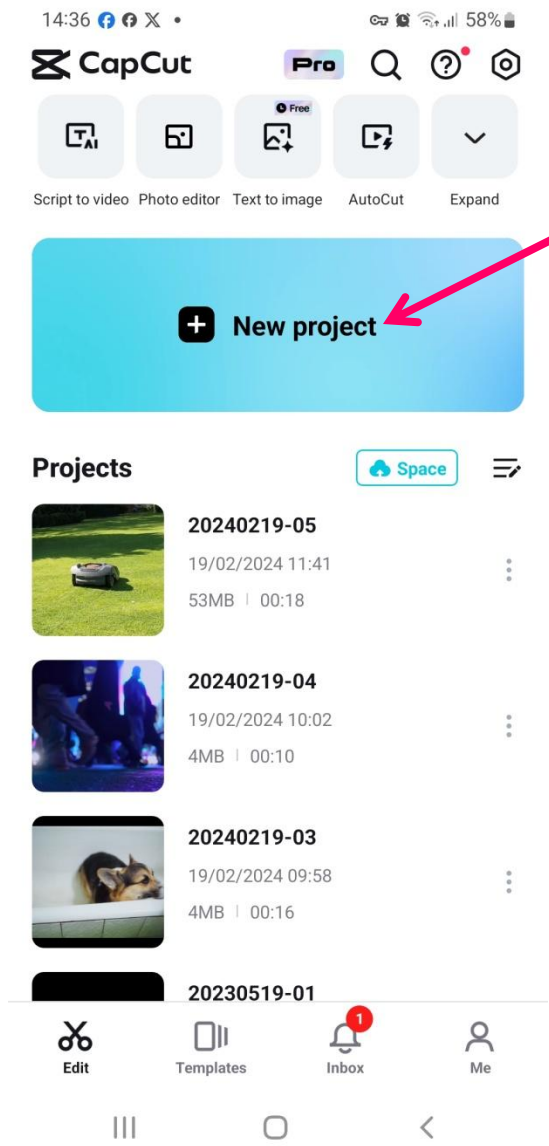 14:36
58%
CapCut
Pro
Free
Script to video
Photo editor
Text to image
AutoCut
Expand
New project
Projects
Space
20240219-05
19/02/2024 11:41
53MB | 00:18
20240219-04
19/02/2024 10:02
4MB | 00:10
20240219-03
19/02/2024 09:58
4MB | 00:16
20230519-01
1
Edit
Templates
Inbox
Me